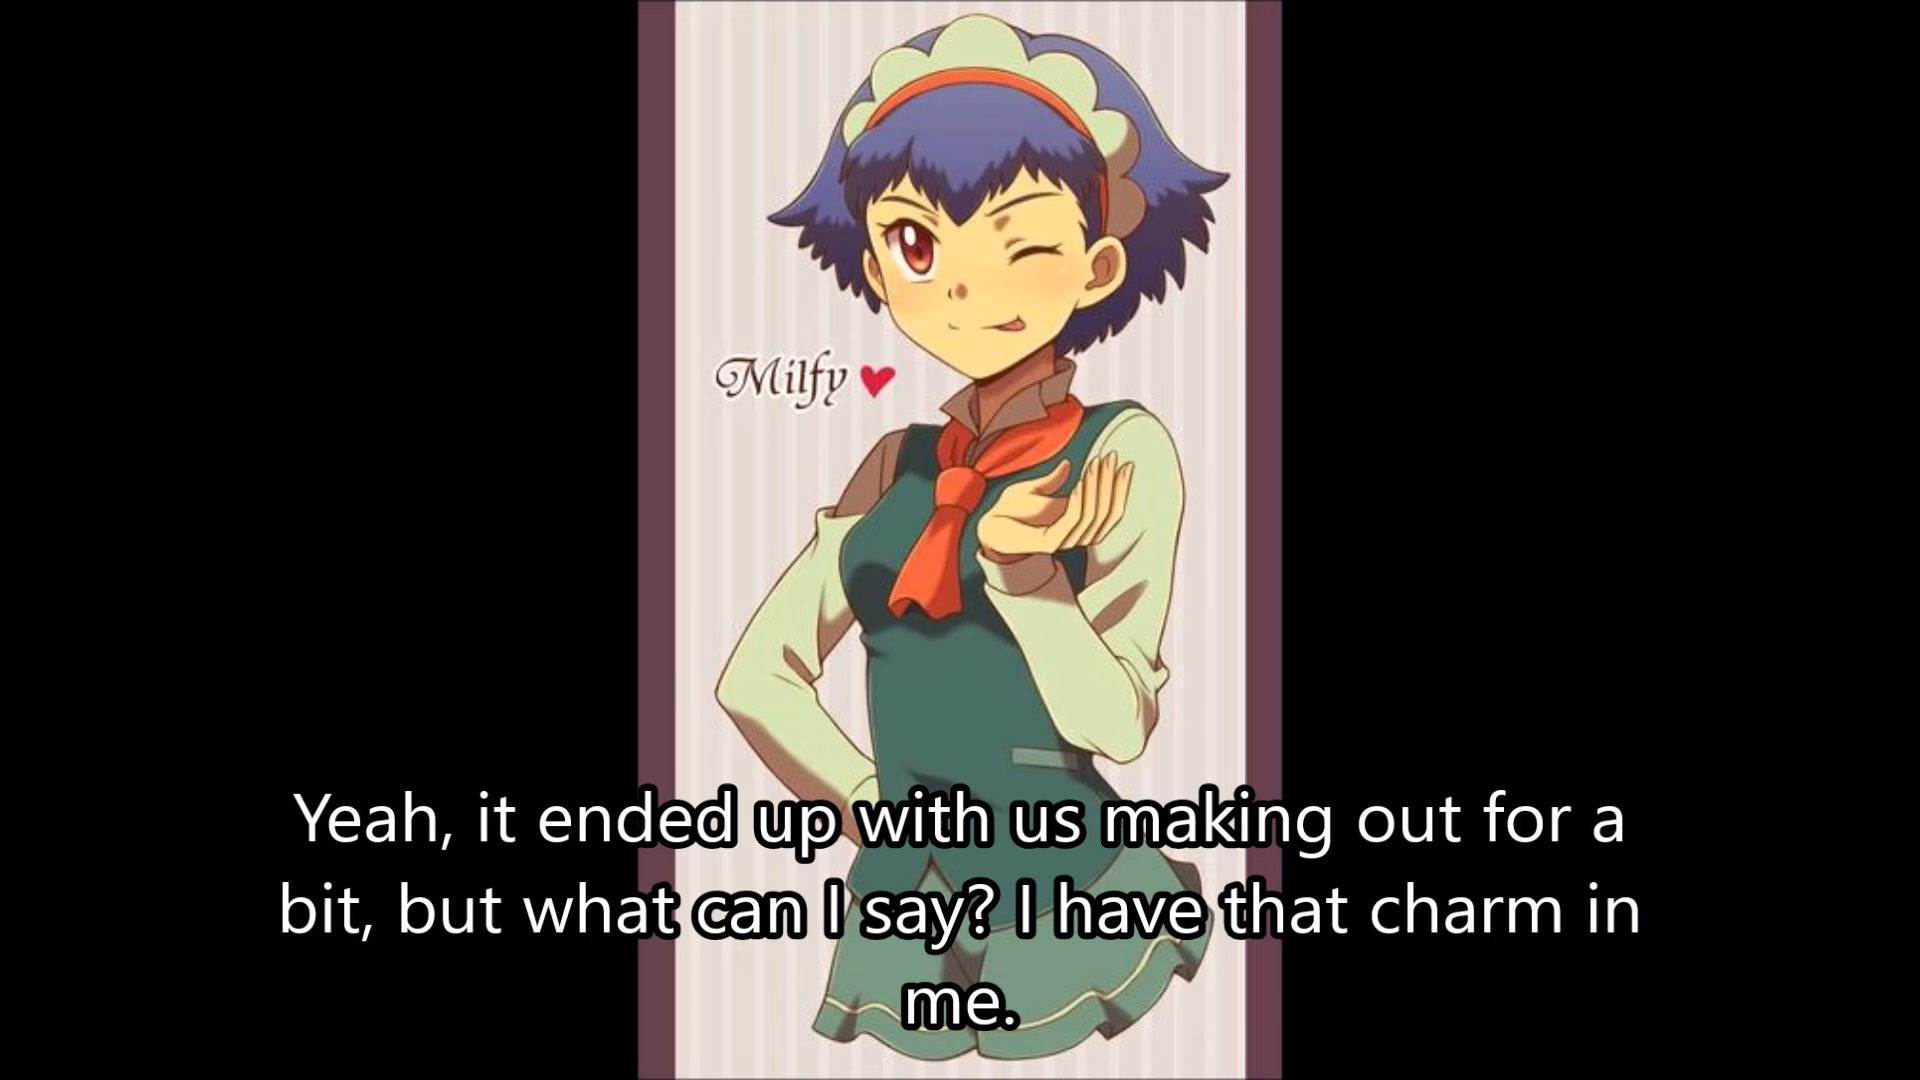 Milfy
Yeah, it ended up with us making out for a
bit, but what can I say? I have that charm in
me.